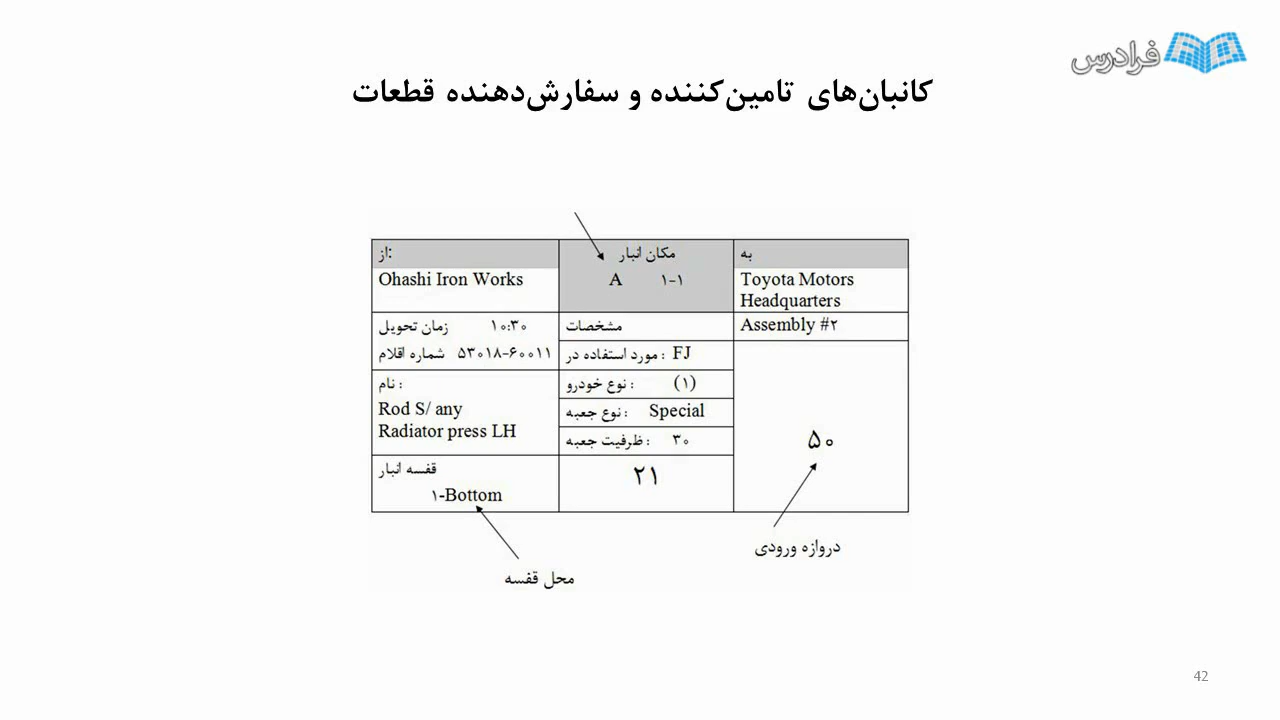 فرادرس
کانبان‌های تامین‌کننده و سفارش‌دهنده قطعات
از:
Ohashi Iron Works
مکان انبار
A ۱-۱
به
Toyota Motors
Headquarters
زمان تحویل ۱۰:۳۰
شماره اقلام ۵۳۰۱۸-۶۰۰۱۱
مشخصات
Assembly #۲
مورد استفاده در : FJ
نام :
Rod S/ any
Radiator press LH
نوع خودرو : (۱)
نوع جعبه : Special
ظرفیت جعبه : ۳۰
۵۰
قفسه انبار
۱-Bottom
۲۱
دروازه ورودی
محل قفسه
42